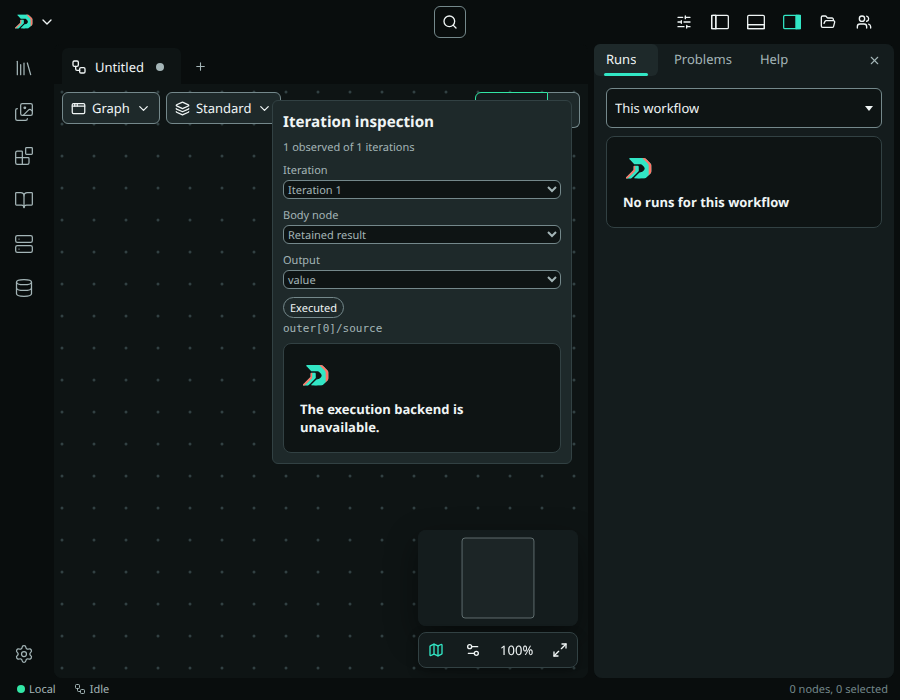 Untitled
Graph
Standard
Iteration inspection
1 observed of 1 iterations
Iteration
Iteration 1
Body node
Retained result
Output
value
Executed
outer[0]/source
The execution backend is
unavailable.
100%
Runs
Problems
Help
This workflow
No runs for this workflow
Local
Idle
0 nodes, 0 selected